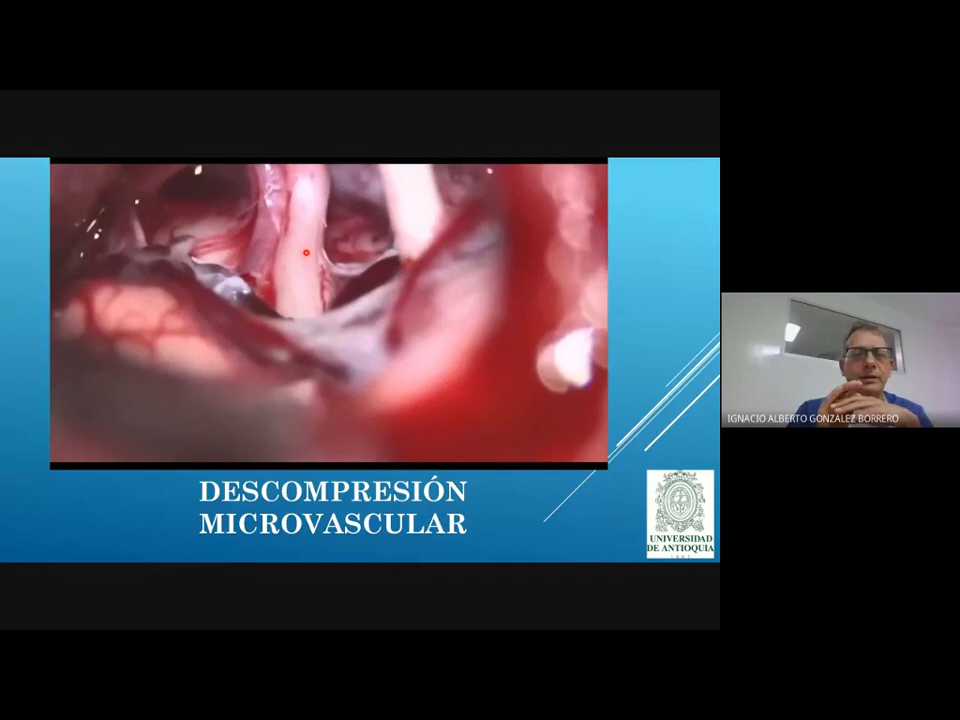 DESCOMPRESIÓN
MICROVASCULAR
UNIVERSIDAD
DE ANTIOQUIA
IGNACIO ALBERTO GONZALEZ BORRERO